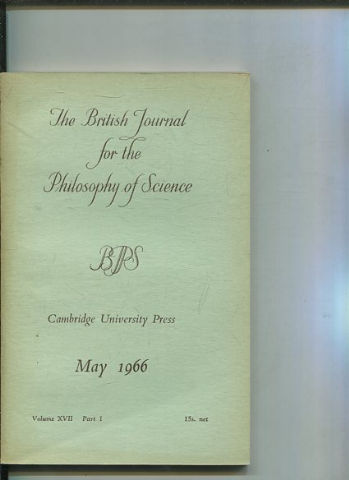 The British Journal
for the
Philosophy of Science
BJPS
Cambridge University Press
May 1966
Volume XVII Part 1 15s. net